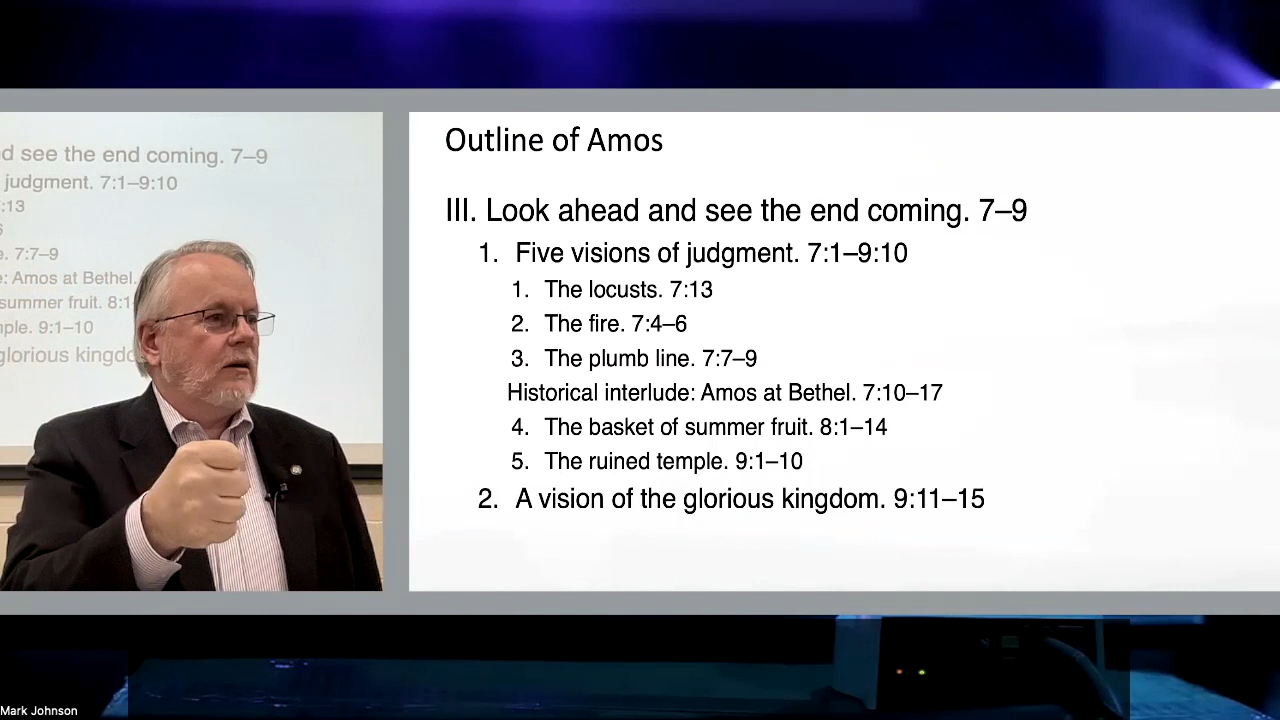 d see the end coming. 7–9
judgment. 7:1–9:10
:13
6
e. 7:7–9
e: Amos at Bethel.
summer fruit. 8:1
mple. 9:1–10
glorious kingdo
Outline of Amos
III. Look ahead and see the end coming. 7–9
1. Five visions of judgment. 7:1–9:10
1. The locusts. 7:13
2. The fire. 7:4–6
3. The plumb line. 7:7–9
Historical interlude: Amos at Bethel. 7:10–17
4. The basket of summer fruit. 8:1–14
5. The ruined temple. 9:1–10
2. A vision of the glorious kingdom. 9:11–15
Mark Johnson